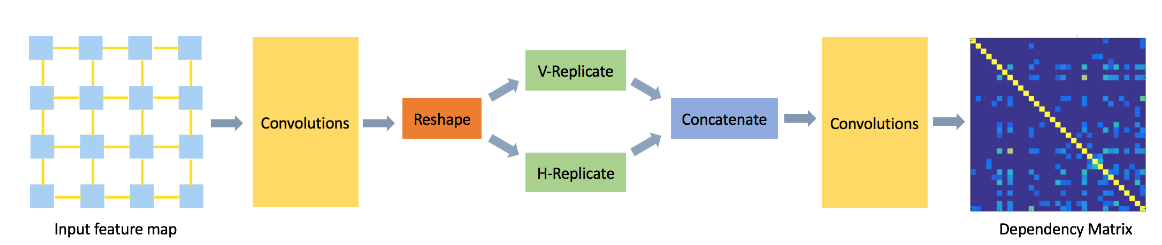 Convolutions
Reshape
V-Replicate
H-Replicate
Concatenate
Convolutions
Input feature map
Dependency Matrix